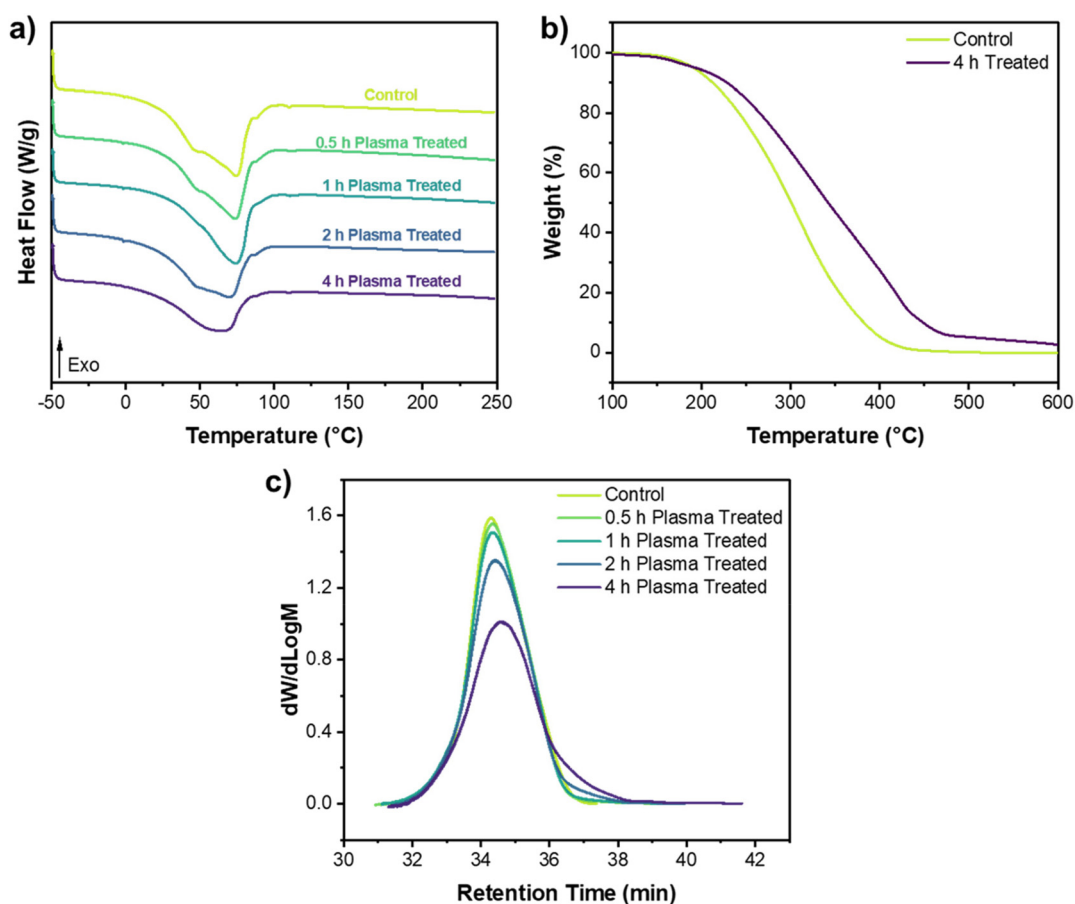 a)
Heat Flow (W/g)
Control
0.5 h Plasma Treated
1 h Plasma Treated
2 h Plasma Treated
4 h Plasma Treated
Exo
-50 0 50 100 150 200 250
Temperature (°C)
b)
Weight (%)
100
80
60
40
20
0
Control
4 h Treated
100 200 300 400 500 600
Temperature (°C)
c)
dW/dLogM
1.6
1.2
0.8
0.4
0.0
Control
0.5 h Plasma Treated
1 h Plasma Treated
2 h Plasma Treated
4 h Plasma Treated
30 32 34 36 38 40 42
Retention Time (min)